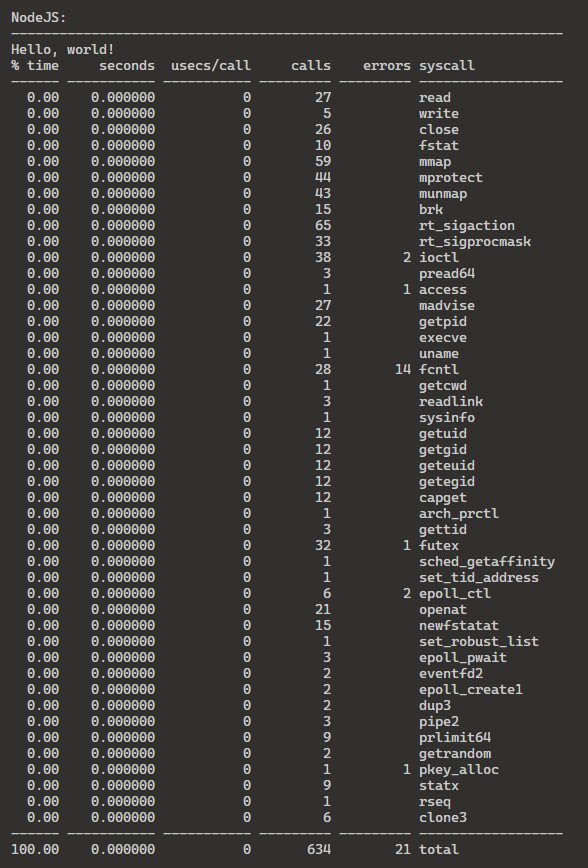 NodeJS:
---------------------------------------------------------------------
Hello, world!
% time     seconds  usecs/call     calls    errors syscall
------ ----------- ----------- --------- --------- ------------------
  0.00    0.000000           0        27           read
  0.00    0.000000           0         5           write
  0.00    0.000000           0        26           close
  0.00    0.000000           0        10           fstat
  0.00    0.000000           0        59           mmap
  0.00    0.000000           0        44           mprotect
  0.00    0.000000           0        43           munmap
  0.00    0.000000           0        15           brk
  0.00    0.000000           0        65           rt_sigaction
  0.00    0.000000           0        33           rt_sigprocmask
  0.00    0.000000           0        38         2 ioctl
  0.00    0.000000           0         3           pread64
  0.00    0.000000           0         1         1 access
  0.00    0.000000           0        27           madvise
  0.00    0.000000           0        22           getpid
  0.00    0.000000           0         1           execve
  0.00    0.000000           0         1           uname
  0.00    0.000000           0        28        14 fcntl
  0.00    0.000000           0         1           getcwd
  0.00    0.000000           0         3           readlink
  0.00    0.000000           0         1           sysinfo
  0.00    0.000000           0        12           getuid
  0.00    0.000000           0        12           getgid
  0.00    0.000000           0        12           geteuid
  0.00    0.000000           0        12           getegid
  0.00    0.000000           0        12           capget
  0.00    0.000000           0         1           arch_prctl
  0.00    0.000000           0         3           gettid
  0.00    0.000000           0        32         1 futex
  0.00    0.000000           0         1           sched_getaffinity
  0.00    0.000000           0         1           set_tid_address
  0.00    0.000000           0         6         2 epoll_ctl
  0.00    0.000000           0        21           openat
  0.00    0.000000           0        15           newfstatat
  0.00    0.000000           0         1           set_robust_list
  0.00    0.000000           0         3           epoll_pwait
  0.00    0.000000           0         2           eventfd2
  0.00    0.000000           0         2           epoll_create1
  0.00    0.000000           0         2           dup3
  0.00    0.000000           0         3           pipe2
  0.00    0.000000           0         9           prlimit64
  0.00    0.000000           0         2           getrandom
  0.00    0.000000           0         1         1 pkey_alloc
  0.00    0.000000           0         9           statx
  0.00    0.000000           0         1           rseq
  0.00    0.000000           0         6           clone3
------ ----------- ----------- --------- --------- ------------------
100.00    0.000000           0       634        21 total